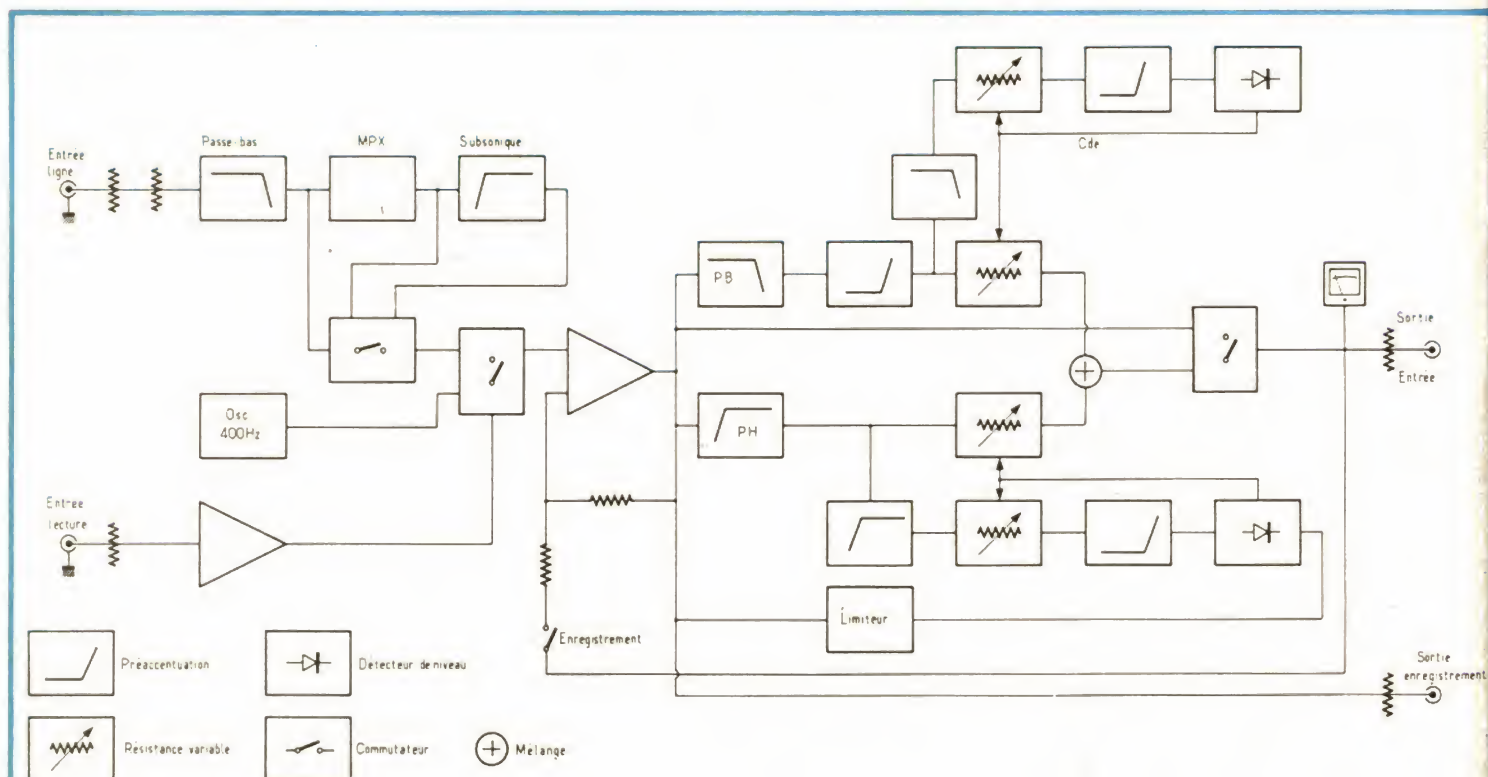 Entrée
ligne
Passe-bas
MPX
Subsonique
Cde
PB
Osc
400Hz
PH
Sortie
Entrée
Entrée
lecture
Limiteur
Enregistrement
Sortie
enregistrement
Préaccentuation
Détecteur de niveau
Résistance variable
Commutateur
Mélange